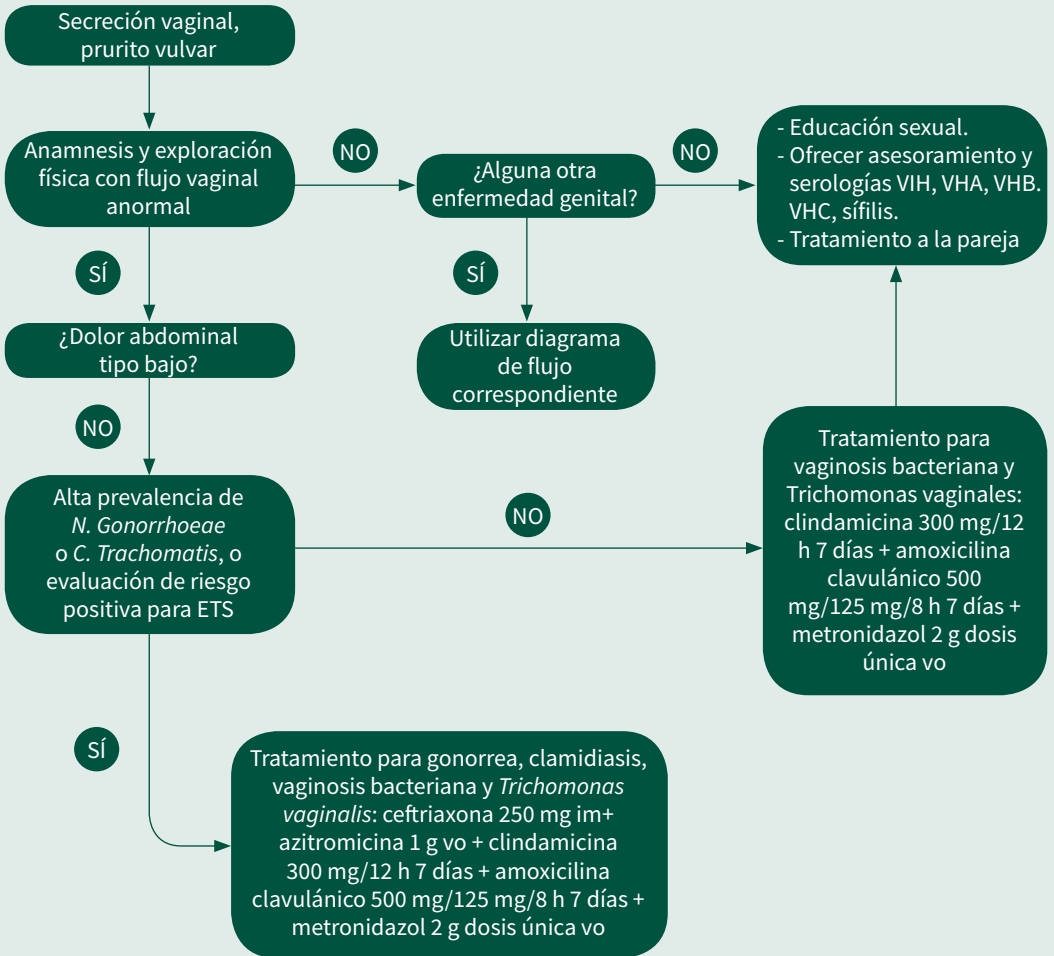 Secreción vaginal,
prurito vulvar
Anamnesis y exploración
física con flujo vaginal
anormal
NO
¿Alguna otra
enfermedad genital?
NO
- Educación sexual.
- Ofrecer asesoramiento y
serologías VIH, VHA, VHB.
VHC, sífilis.
- Tratamiento a la pareja
SÍ
SÍ
¿Dolor abdominal
tipo bajo?
Utilizar diagrama
de flujo
correspondiente
NO
Alta prevalencia de
N. Gonorrhoeae
o C. Trachomatis, o
evaluación de riesgo
positiva para ETS
NO
Tratamiento para
vaginosis bacteriana y
Trichomonas vaginales:
clindamicina 300 mg/12
h 7 días + amoxicilina
clavulánico 500
mg/125 mg/8 h 7 días +
metronidazol 2 g dosis
única vo
SÍ
Tratamiento para gonorrea, clamidiasis,
vaginosis bacteriana y Trichomonas
vaginalis: ceftriaxona 250 mg im+
azitromicina 1 g vo + clindamicina
300 mg/12 h 7 días + amoxicilina
clavulánico 500 mg/125 mg/8 h 7 días +
metronidazol 2 g dosis única vo